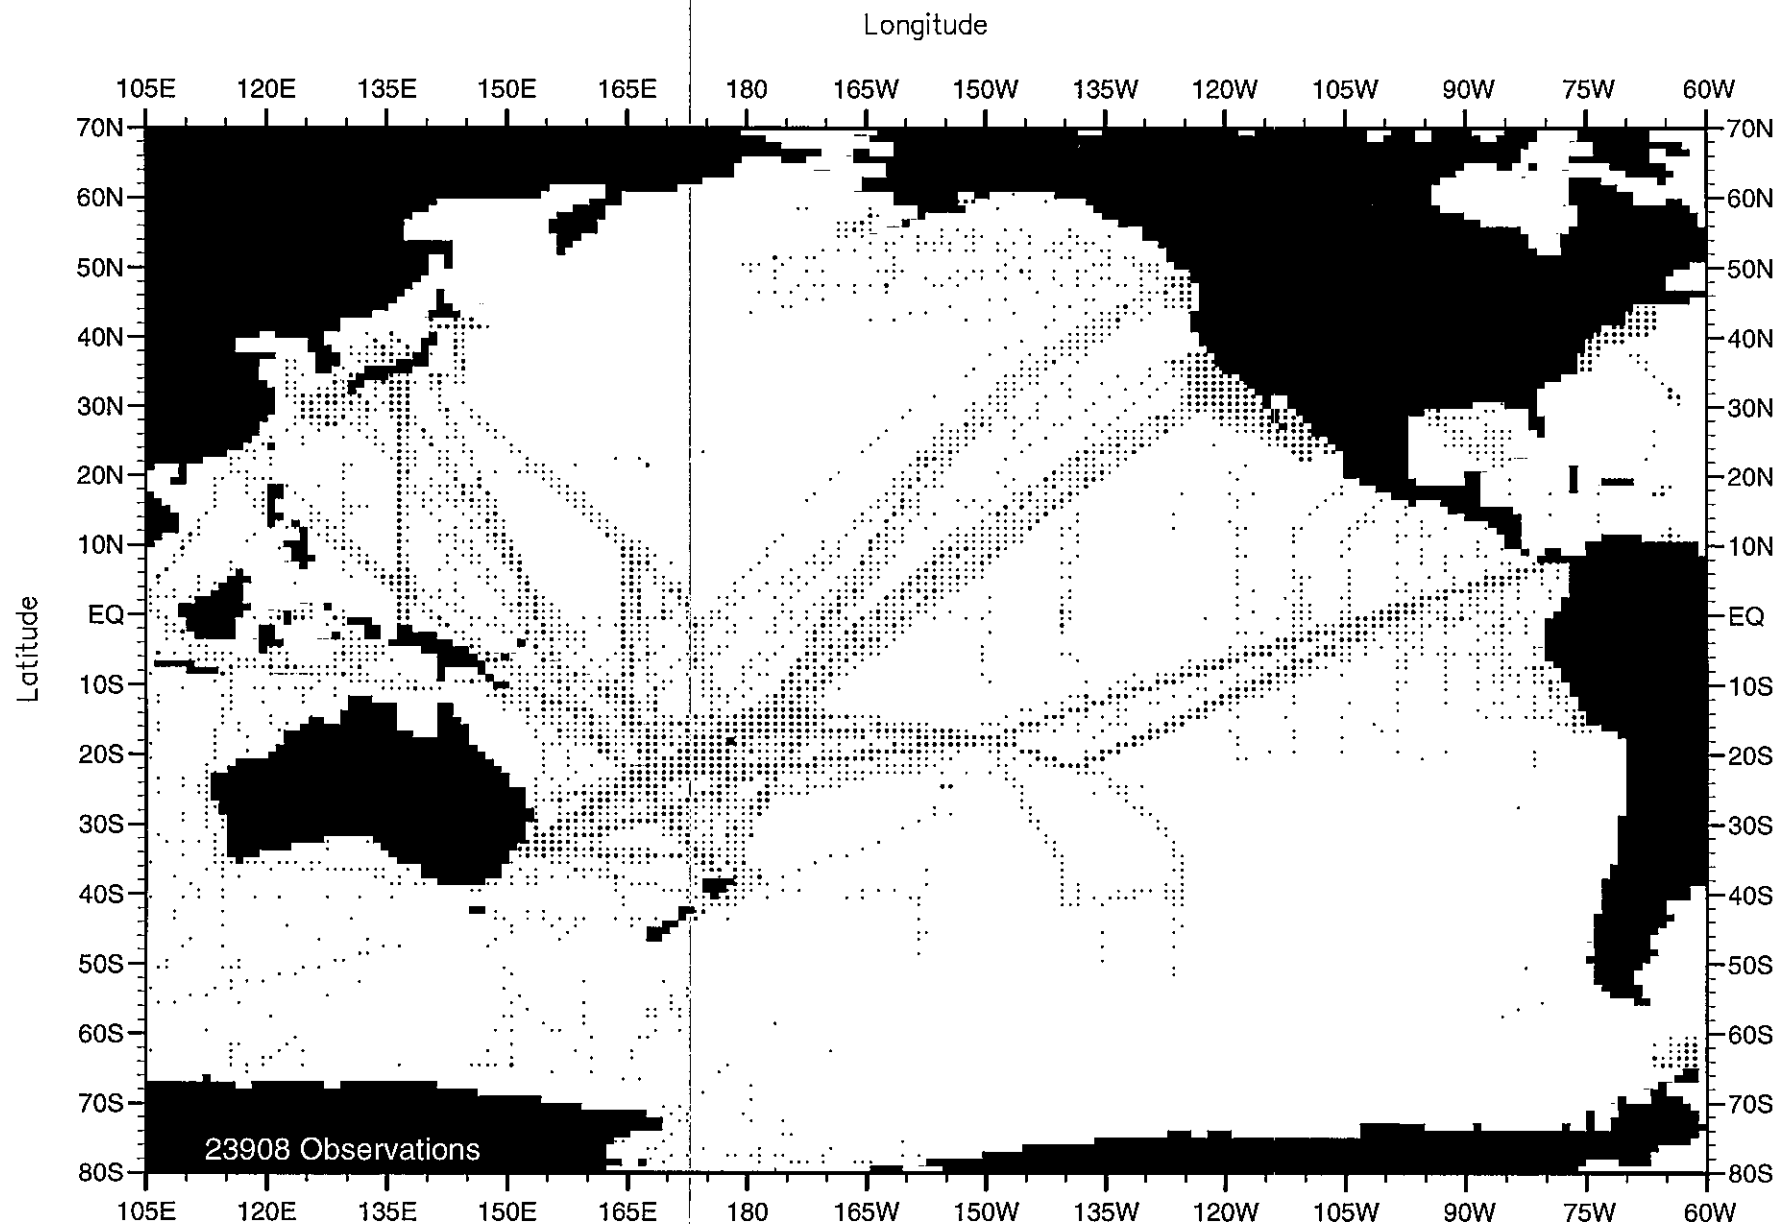 Longitude
105E 120E 135E 150E 165E 180 165W 150W 135W 120W 105W 90W 75W 60W
70N 70N
60N 60N
50N 50N
40N 40N
30N 30N
20N 20N
10N 10N
EQ EQ
Latitude
10S 10S
20S 20S
30S 30S
40S 40S
50S 50S
60S 60S
70S 70S
23908 Observations
80S 80S
105E 120E 135E 150E 165E 180 165W 150W 135W 120W 105W 90W 75W 60W